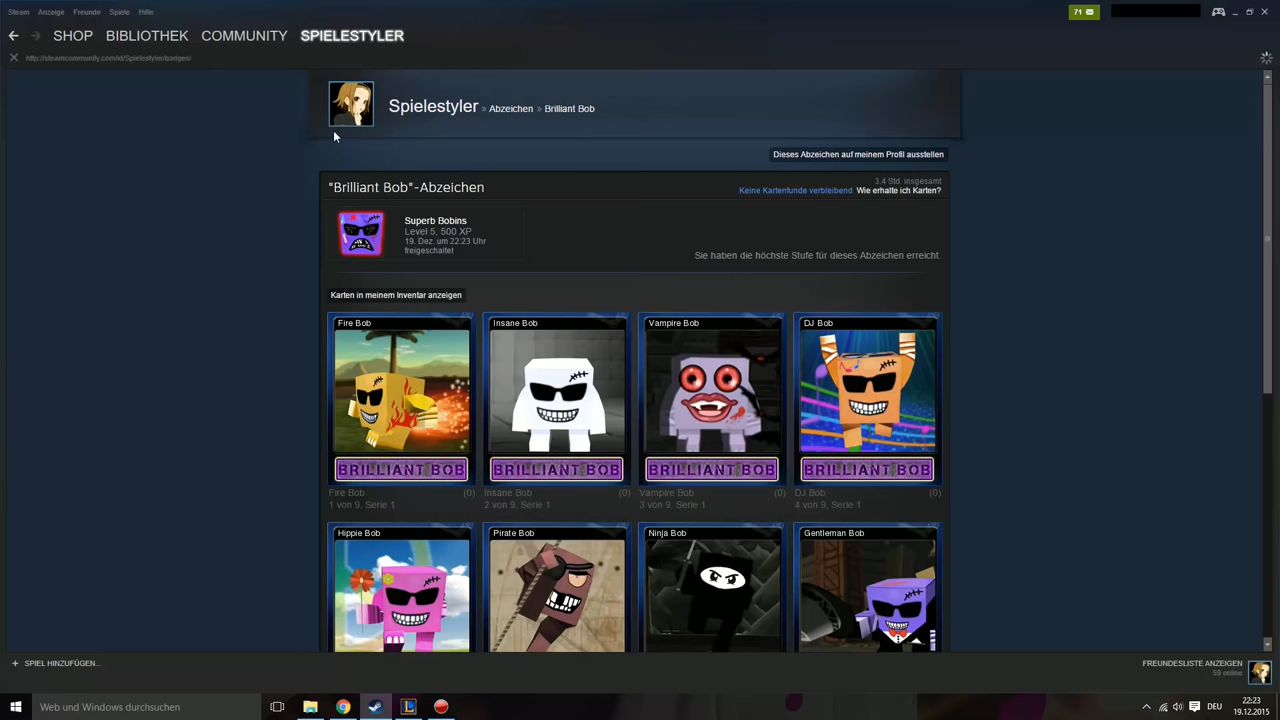 Steam Anzeige Freunde Spiele Hilfe
71
SHOP BIBLIOTHEK COMMUNITY SPIELESTYLER
http://steamcommunity.com/id/Spielestyler/badges/
Spielestyler » Abzeichen » Brilliant Bob
Dieses Abzeichen auf meinem Profil ausstellen
"Brilliant Bob"-Abzeichen
3.4 Std. insgesamt
Keine Kartenfunde verbleibend Wie erhalte ich Karten?
Superb Bobins
Level 5, 500 XP
19. Dez. um 22:23 Uhr
freigeschaltet
Sie haben die höchste Stufe für dieses Abzeichen erreicht.
Karten in meinem Inventar anzeigen
Fire Bob Insane Bob Vampire Bob DJ Bob
BRILLIANT BOB BRILLIANT BOB BRILLIANT BOB BRILLIANT BOB
Fire Bob (0) Insane Bob (0) Vampire Bob (0) DJ Bob (0)
1 von 9, Serie 1 2 von 9, Serie 1 3 von 9, Serie 1 4 von 9, Serie 1
Hippie Bob Pirate Bob Ninja Bob Gentleman Bob
+ SPIEL HINZUFÜGEN...
FREUNDESLISTE ANZEIGEN
59 online
Web und Windows durchsuchen
DEU
22:23
19.12.2015